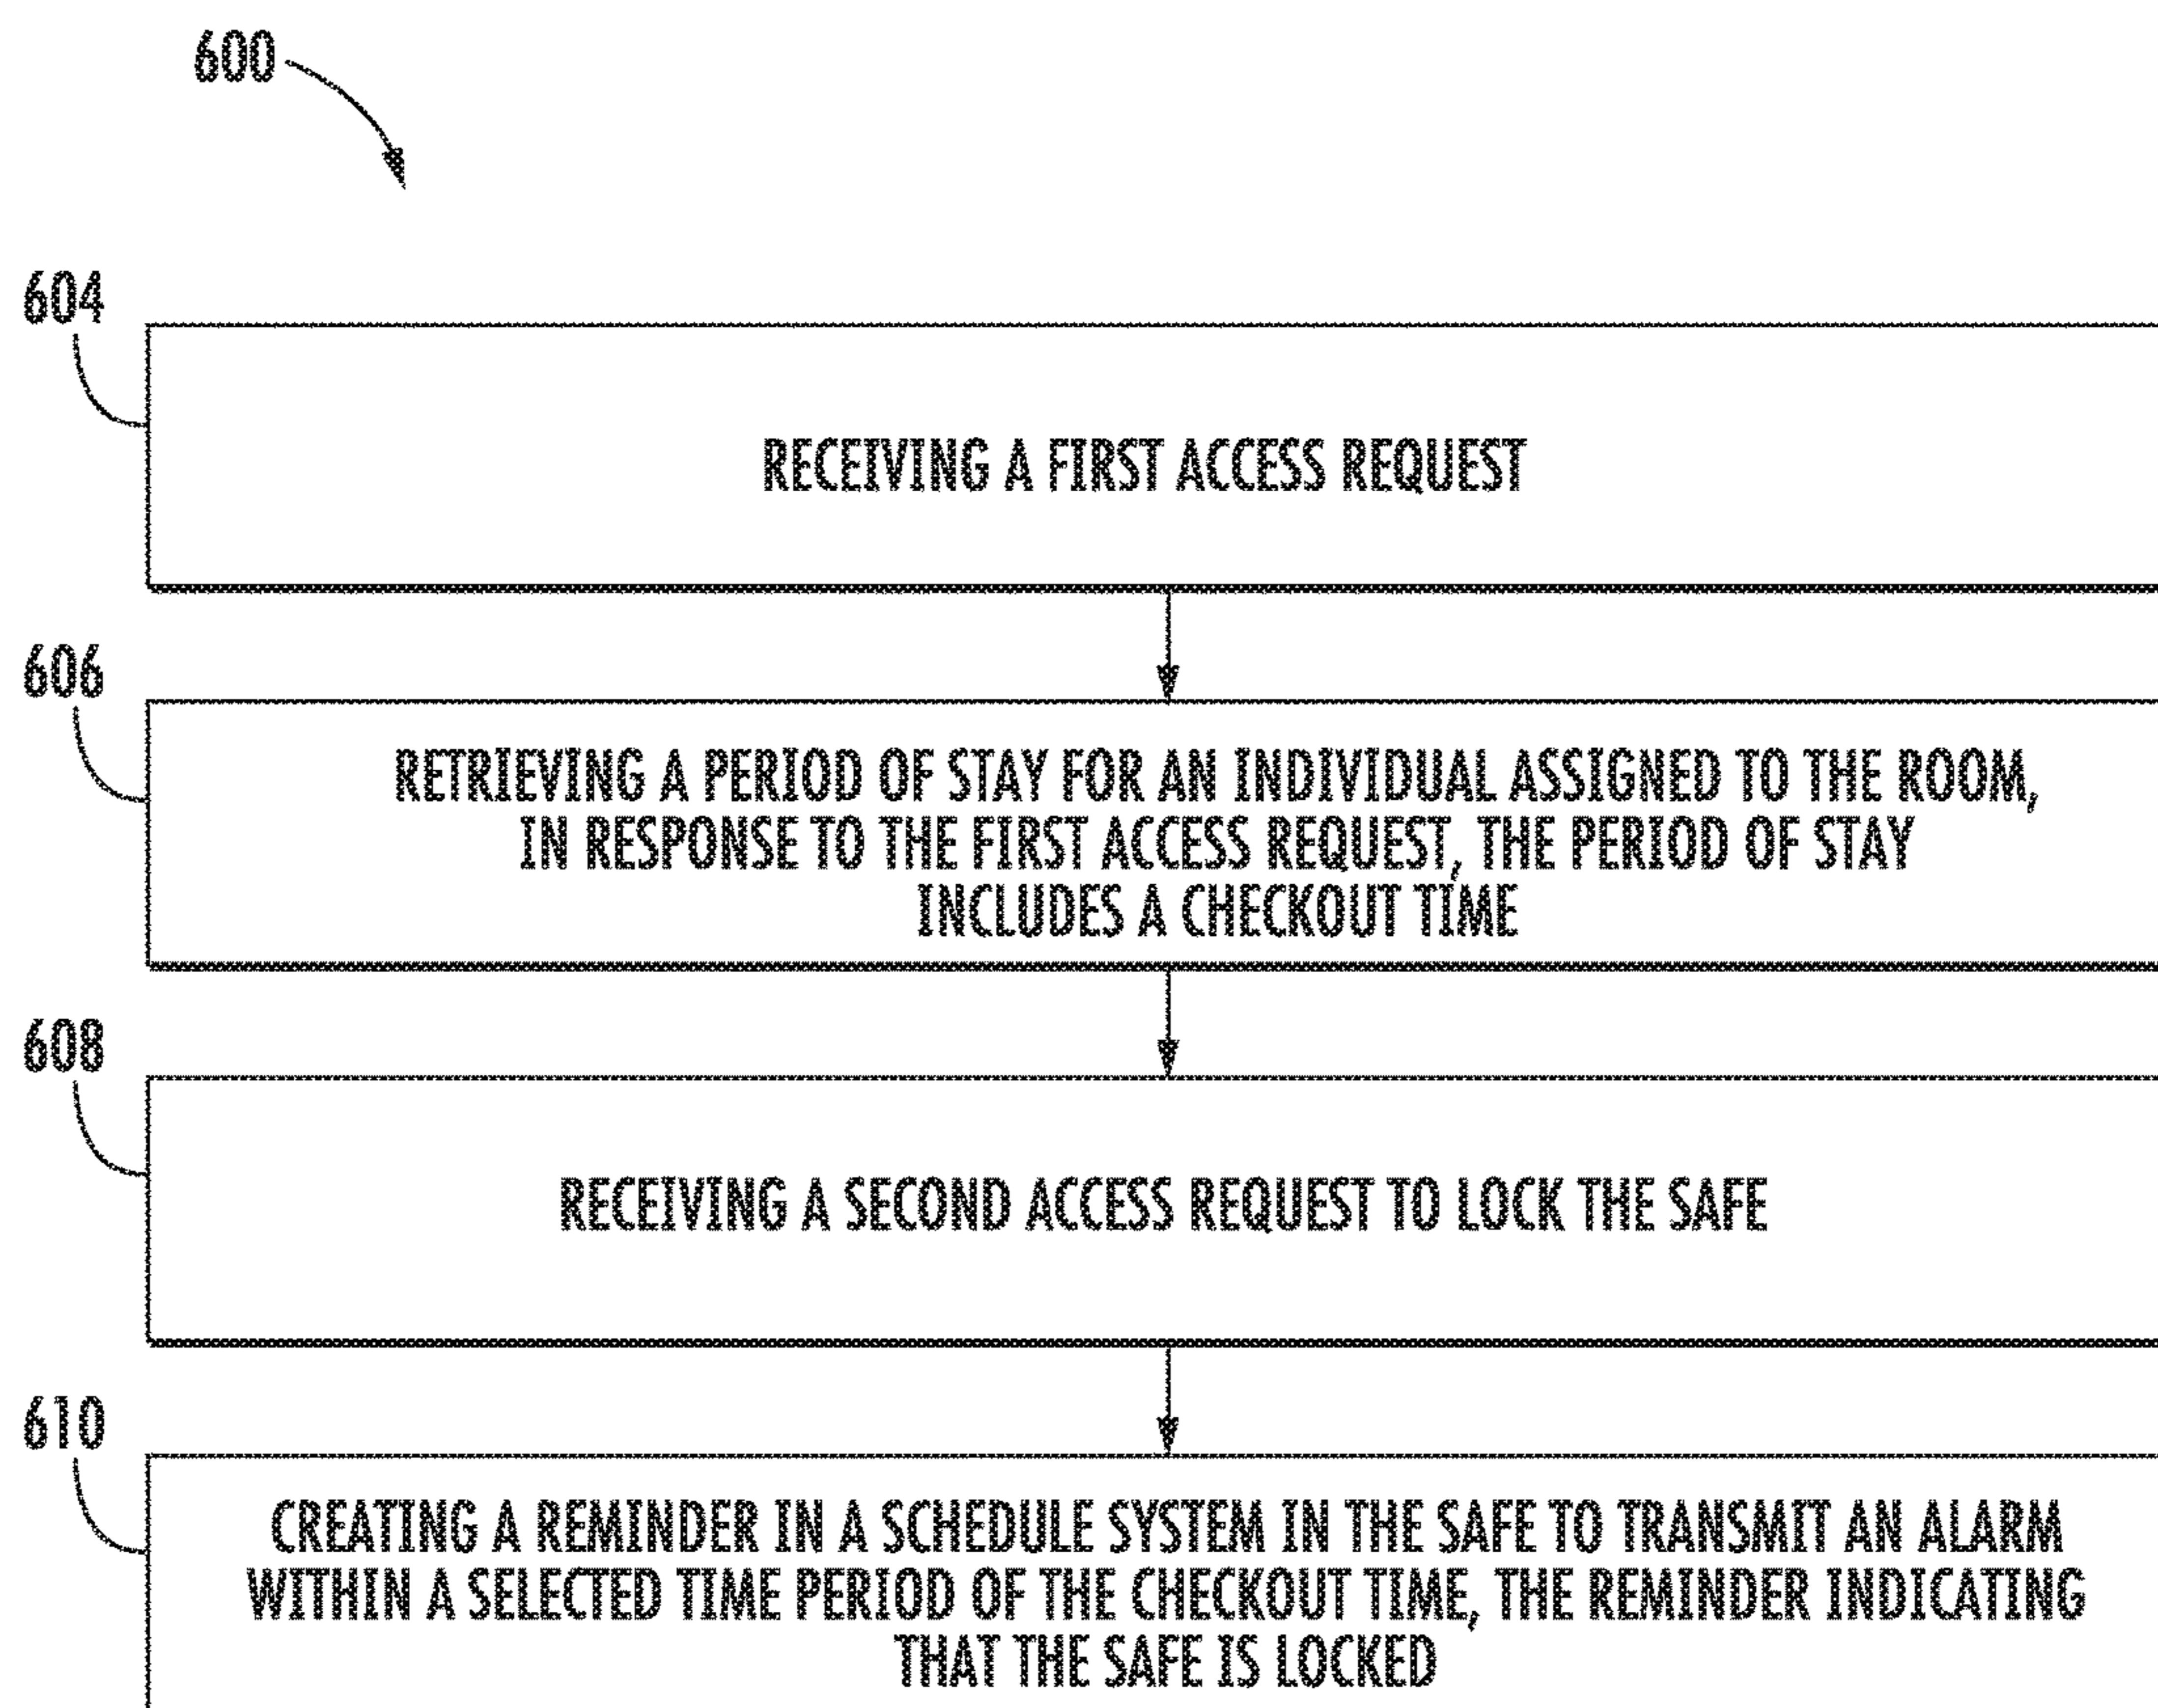 600
604
RECEIVING A FIRST ACCESS REQUEST
606
RETRIEVING A PERIOD OF STAY FOR AN INDIVIDUAL ASSIGNED TO THE ROOM,
IN RESPONSE TO THE FIRST ACCESS REQUEST, THE PERIOD OF STAY
INCLUDES A CHECKOUT TIME
608
RECEIVING A SECOND ACCESS REQUEST TO LOCK THE SAFE
610
CREATING A REMINDER IN A SCHEDULE SYSTEM IN THE SAFE TO TRANSMIT AN ALARM
WITHIN A SELECTED TIME PERIOD OF THE CHECKOUT TIME, THE REMINDER INDICATING
THAT THE SAFE IS LOCKED